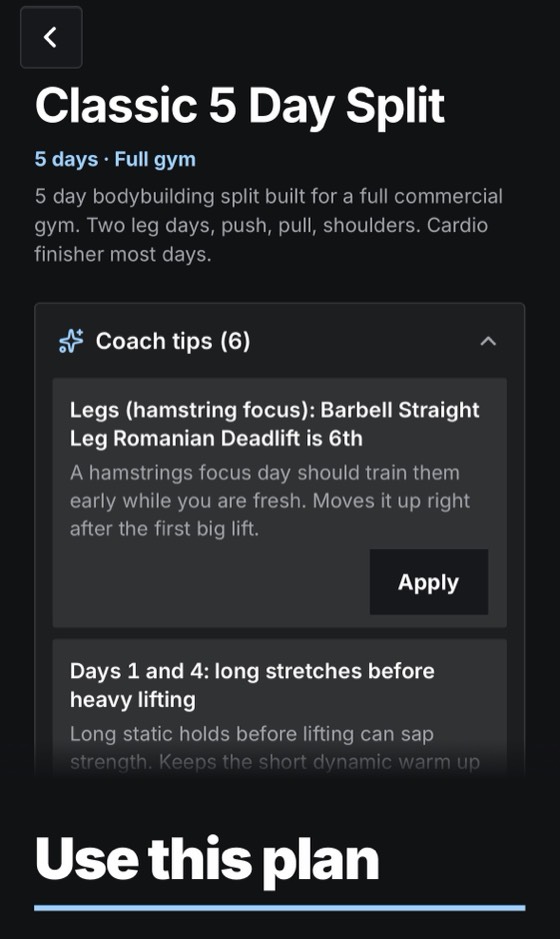 Classic 5 Day Split
5 days · Full gym
5 day bodybuilding split built for a full commercial
gym. Two leg days, push, pull, shoulders. Cardio
finisher most days.
Coach tips (6)
Legs (hamstring focus): Barbell Straight
Leg Romanian Deadlift is 6th
A hamstrings focus day should train them
early while you are fresh. Moves it up right
after the first big lift.
Apply
Days 1 and 4: long stretches before
heavy lifting
Long static holds before lifting can sap
strength. Keeps the short dynamic warm up
Use this plan